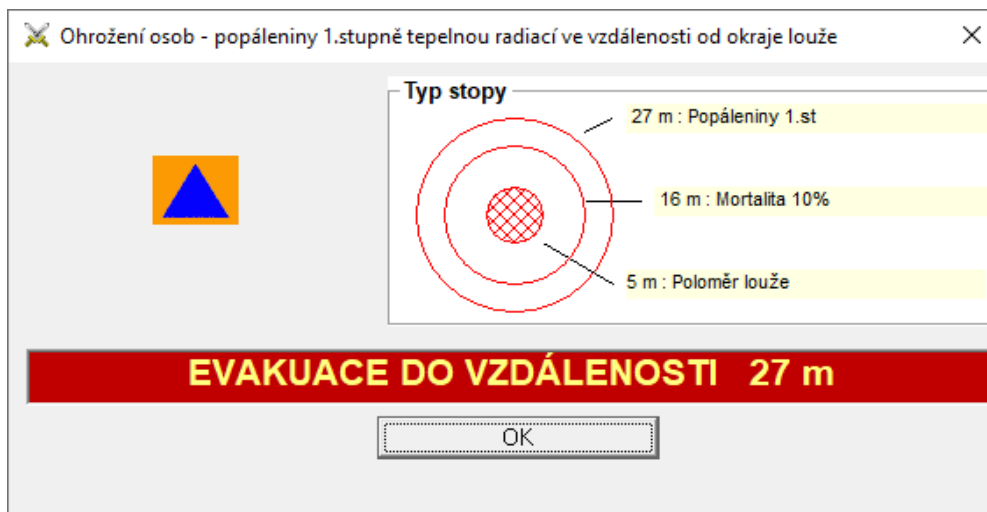 Ohrožení osob - popáleniny 1.stupně tepelnou radiací ve vzdálenosti od okraje louže
Typ stopy
27 m : Popáleniny 1.st
16 m : Mortalita 10%
5 m : Poloměr louže
EVAKUACE DO VZDÁLENOSTI 27 m
OK